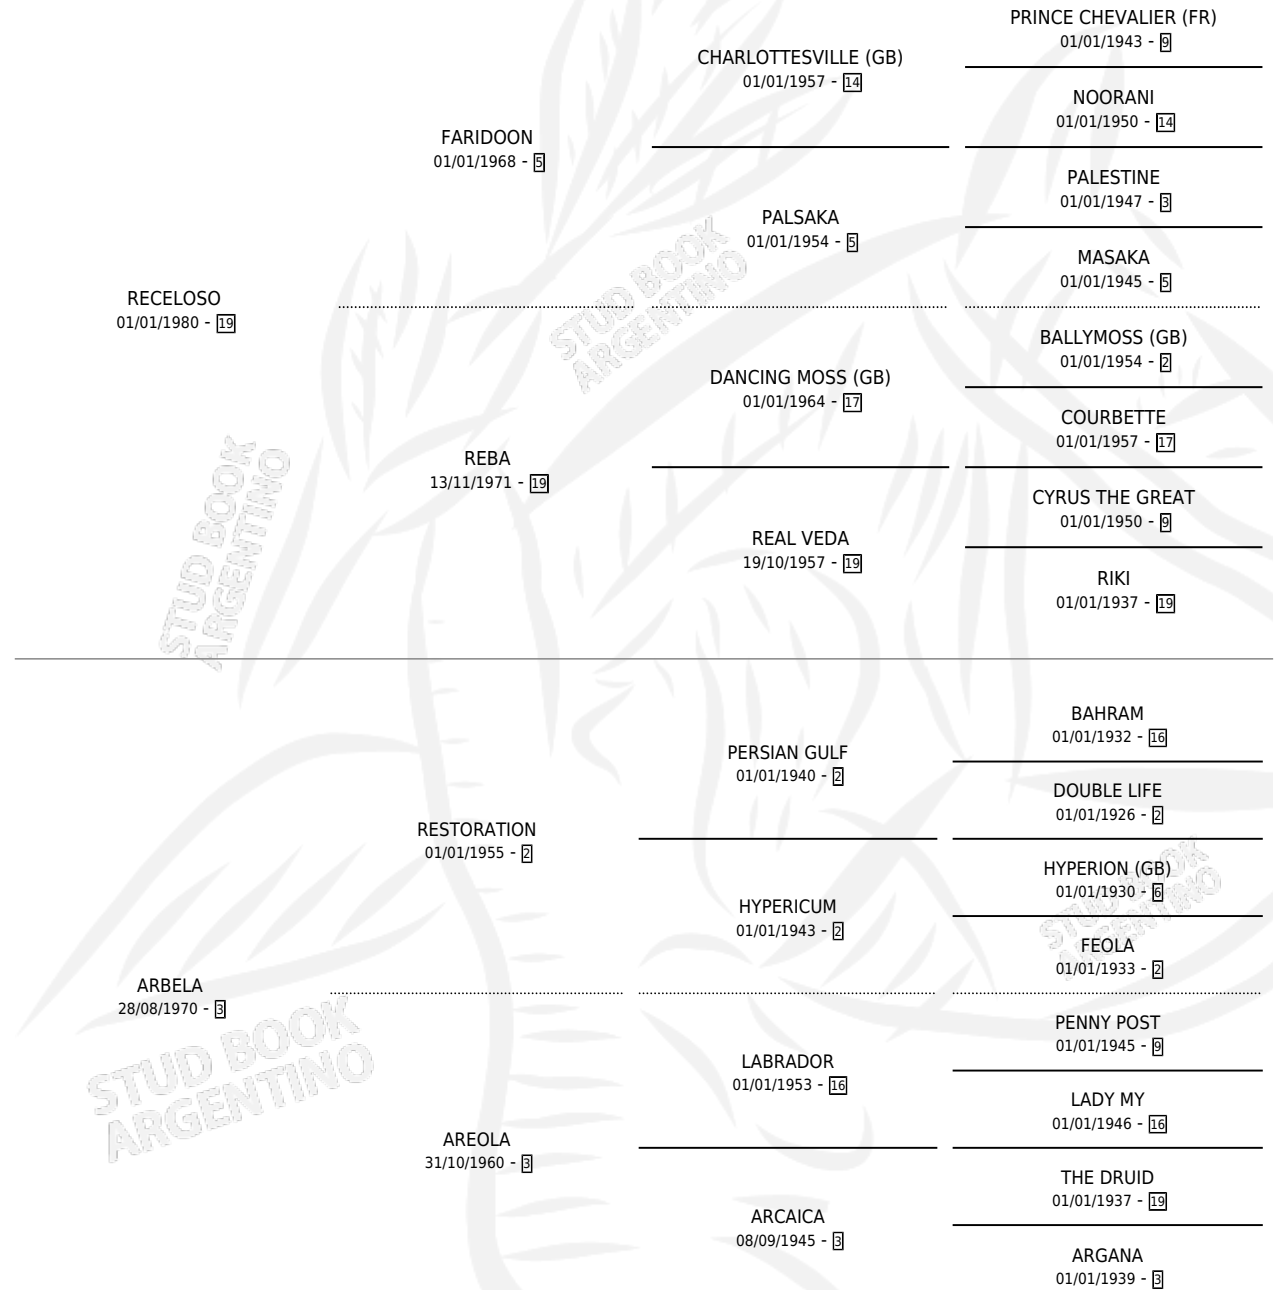 PRINCE CHEVALIER (FR)
01/01/1943 - 9
CHARLOTTESVILLE (GB)
01/01/1957 - 14
NOORANI
01/01/1950 - 14
FARIDOON
01/01/1968 - 5
PALESTINE
01/01/1947 - 3
PALSAKA
01/01/1954 - 5
MASAKA
01/01/1945 - 5
RECELOSO
01/01/1980 - 19
BALLYMOSS (GB)
01/01/1954 - 2
DANCING MOSS (GB)
01/01/1964 - 17
COURBETTE
01/01/1957 - 17
REBA
13/11/1971 - 19
CYRUS THE GREAT
01/01/1950 - 9
REAL VEDA
19/10/1957 - 19
RIKI
01/01/1937 - 19
BAHRAM
01/01/1932 - 16
PERSIAN GULF
01/01/1940 - 2
DOUBLE LIFE
01/01/1926 - 2
RESTORATION
01/01/1955 - 2
HYPERION (GB)
01/01/1930 - 6
HYPERICUM
01/01/1943 - 2
FEOLA
01/01/1933 - 2
ARBELA
28/08/1970 - 3
PENNY POST
01/01/1945 - 9
LABRADOR
01/01/1953 - 16
LADY MY
01/01/1946 - 16
AREOLA
31/10/1960 - 3
THE DRUID
01/01/1937 - 19
ARCAICA
08/09/1945 - 3
ARGANA
01/01/1939 - 3
STUD BOOK
ARGENTINO
STUD BOOK
ARGENTINO
STUD BOOK
ARGENTINO
STUD BOOK
ARGENTINO